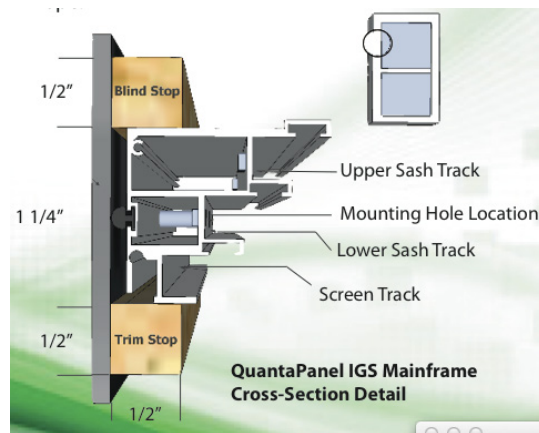 1/2"
Blind Stop
Upper Sash Track
1 1/4"
Mounting Hole Location
Lower Sash Track
Screen Track
1/2"
Trim Stop
QuantaPanel IGS Mainframe
Cross-Section Detail
1/2"